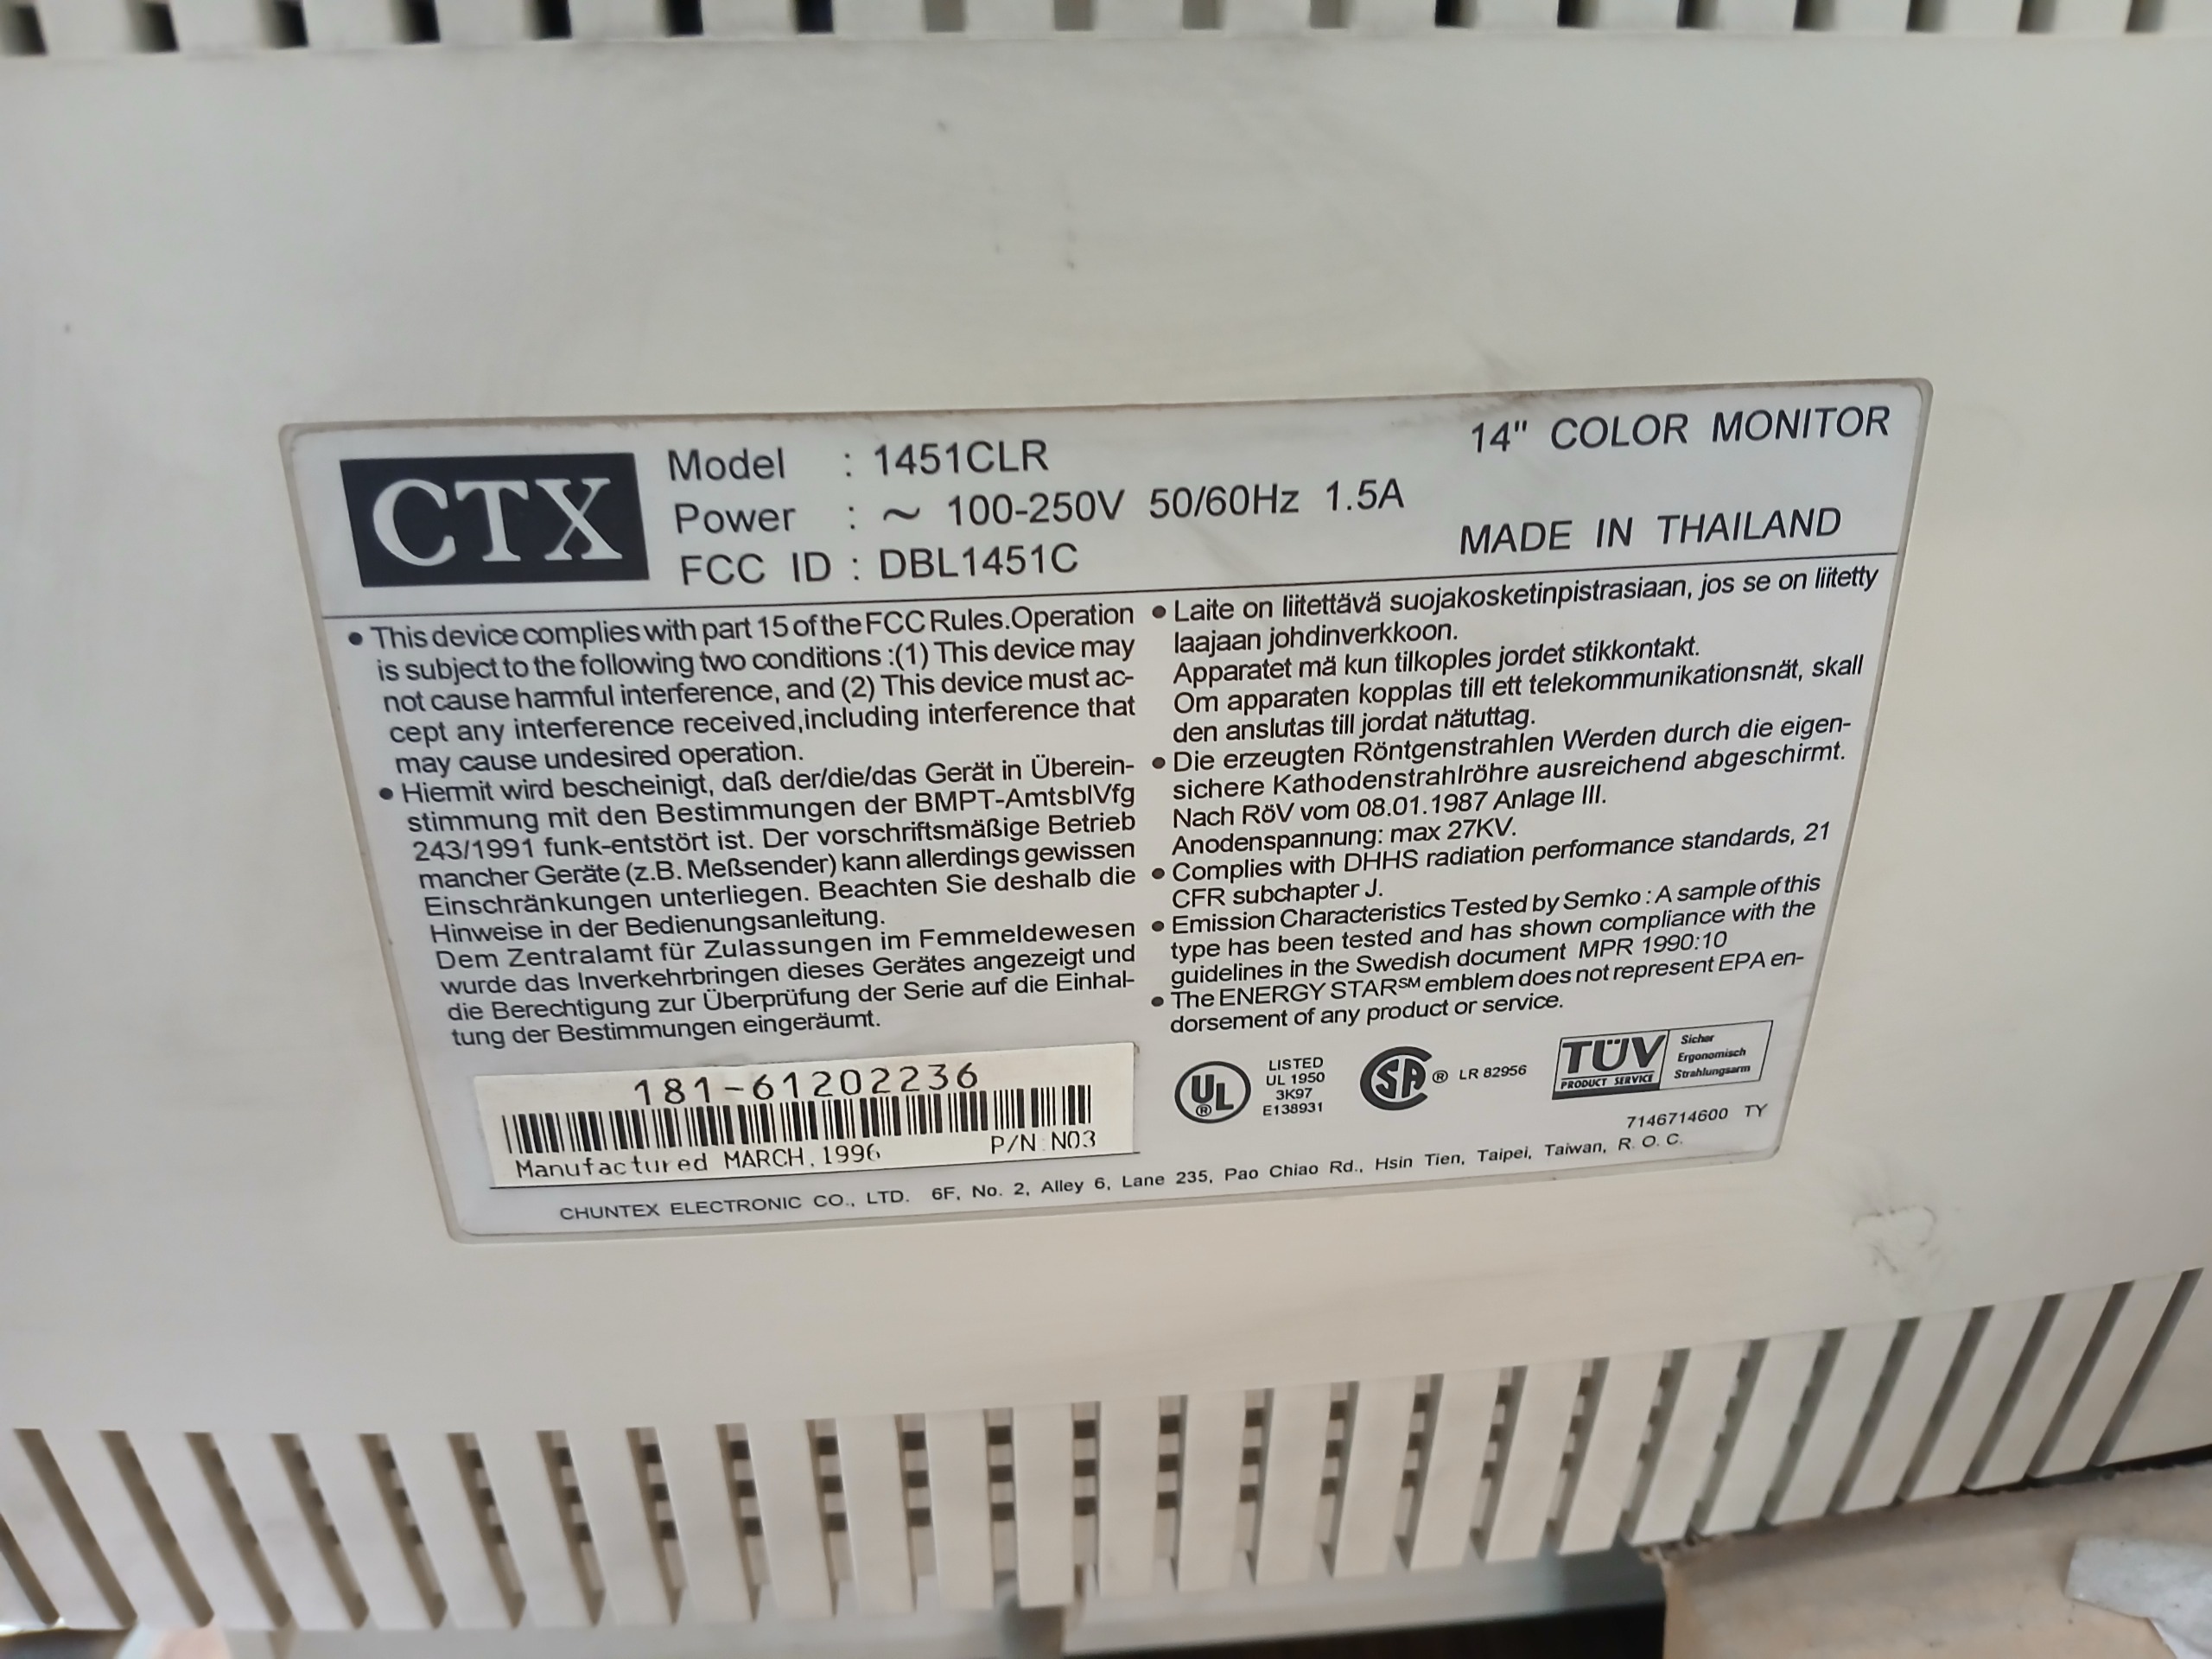 CTX
Model : 1451CLR
Power : ~ 100-250V 50/60Hz 1.5A
FCC ID : DBL1451C
14" COLOR MONITOR
MADE IN THAILAND
• This device complies with part 15 of the FCC Rules.Operation
is subject to the following two conditions :(1) This device may
not cause harmful interference, and (2) This device must ac-
cept any interference received,including interference that
may cause undesired operation.
• Hiermit wird bescheinigt, daß der/die/das Gerät in Überein-
stimmung mit den Bestimmungen der BMPT-AmtsblVfg
243/1991 funk-entstört ist. Der vorschriftsmäßige Betrieb
mancher Geräte (z.B. Meßsender) kann allerdings gewissen
Einschränkungen unterliegen. Beachten Sie deshalb die
Hinweise in der Bedienungsanleitung.
Dem Zentralamt für Zulassungen im Femmeldewesen
wurde das Inverkehrbringen dieses Gerätes angezeigt und
die Berechtigung zur Überprüfung der Serie auf die Einhal-
tung der Bestimmungen eingeräumt.
• Laite on liitettävä suojakosketinpistrasiaan, jos se on liitetty
laajaan johdinverkkoon.
Apparatet mä kun tilkoples jordet stikkontakt.
Om apparaten kopplas till ett telekommunikationsnät, skall
den anslutas till jordat nätuttag.
• Die erzeugten Röntgenstrahlen Werden durch die eigen-
sichere Kathodenstrahlröhre ausreichend abgeschirmt.
Nach RöV vom 08.01.1987 Anlage III.
Anodenspannung: max 27KV.
• Complies with DHHS radiation performance standards, 21
CFR subchapter J.
• Emission Characteristics Tested by Semko : A sample of this
type has been tested and has shown compliance with the
guidelines in the Swedish document MPR 1990:10
• The ENERGY STAR℠ emblem does not represent EPA en-
dorsement of any product or service.
181-61202236
Manufactured MARCH, 1996 P/N N03
UL ®
LISTED
UL 1950
3K97
E138931
SA ® LR 82956
TÜV
PRODUCT SERVICE
Sicher
Ergonomisch
Strahlungsarm
7146714600 TY
CHUNTEX ELECTRONIC CO., LTD. 6F, No. 2, Alley 6, Lane 235, Pao Chiao Rd., Hsin Tien, Taipei, Taiwan, R. O. C.